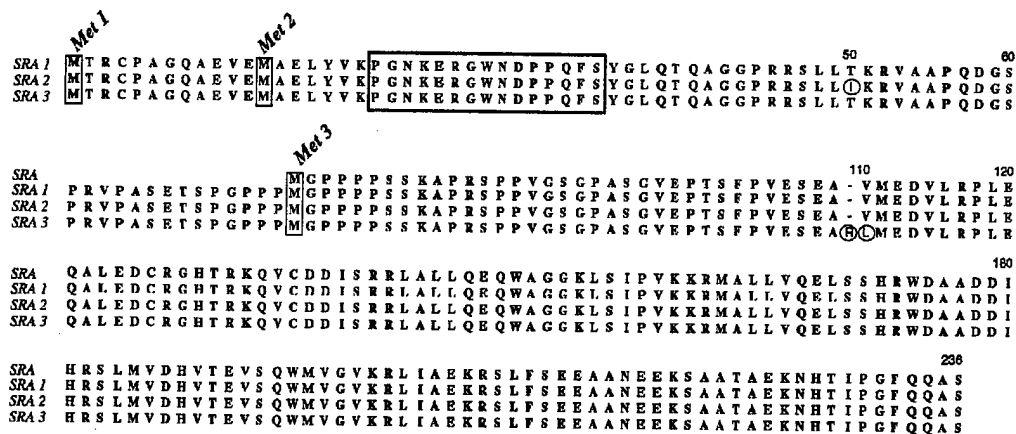 Met 1 Met 2
50 60
SRA 1 M T R C P A G Q A E V E M A E L Y V K P G N K E R G W N D P P Q F S Y G L Q T Q A G G P R R S L L T K R V A A P Q D G S
SRA 2 M T R C P A G Q A E V E M A E L Y V K P G N K E R G W N D P P Q F S Y G L Q T Q A G G P R R S L L I K R V A A P Q D G S
SRA 3 M T R C P A G Q A E V E M A E L Y V K P G N K E R G W N D P P Q F S Y G L Q T Q A G G P R R S L L T K R V A A P Q D G S
Met 3
110 120
SRA M G P P P P S S K A P R S P P V G S G P A S G V E P T S F P V E S E A - V M E D V L R P L E
SRA 1 P R V P A S E T S P G P P P M G P P P P S S K A P R S P P V G S G P A S G V E P T S F P V E S E A - V M E D V L R P L E
SRA 2 P R V P A S E T S P G P P P M G P P P P S S K A P R S P P V G S G P A S G V E P T S F P V E S E A - V M E D V L R P L E
SRA 3 P R V P A S E T S P G P P P M G P P P P S S K A P R S P P V G S G P A S G V E P T S F P V E S E A R L M E D V L R P L E
180
SRA Q A L E D C R G H T R K Q V C D D I S R R L A L L Q E Q W A G G K L S I P V K K R M A L L V Q E L S S H R W D A A D D I
SRA 1 Q A L E D C R G H T R K Q V C D D I S R R L A L L Q E Q W A G G K L S I P V K K R M A L L V Q E L S S H R W D A A D D I
SRA 2 Q A L E D C R G H T R K Q V C D D I S R R L A L L Q E Q W A G G K L S I P V K K R M A L L V Q E L S S H R W D A A D D I
SRA 3 Q A L E D C R G H T R K Q V C D D I S R R L A L L Q E Q W A G G K L S I P V K K R M A L L V Q E L S S H R W D A A D D I
236
SRA H R S L M V D H V T E V S Q W M V G V K R L I A E K R S L F S E E A A N E E K S A A T A E K N H T I P G F Q Q A S
SRA 1 H R S L M V D H V T E V S Q W M V G V K R L I A E K R S L F S E E A A N E E K S A A T A E K N H T I P G F Q Q A S
SRA 2 H R S L M V D H V T E V S Q W M V G V K R L I A E K R S L F S E E A A N E E K S A A T A E K N H T I P G F Q Q A S
SRA 3 H R S L M V D H V T E V S Q W M V G V K R L I A E K R S L F S E E A A N E E K S A A T A E K N H T I P G F Q Q A S